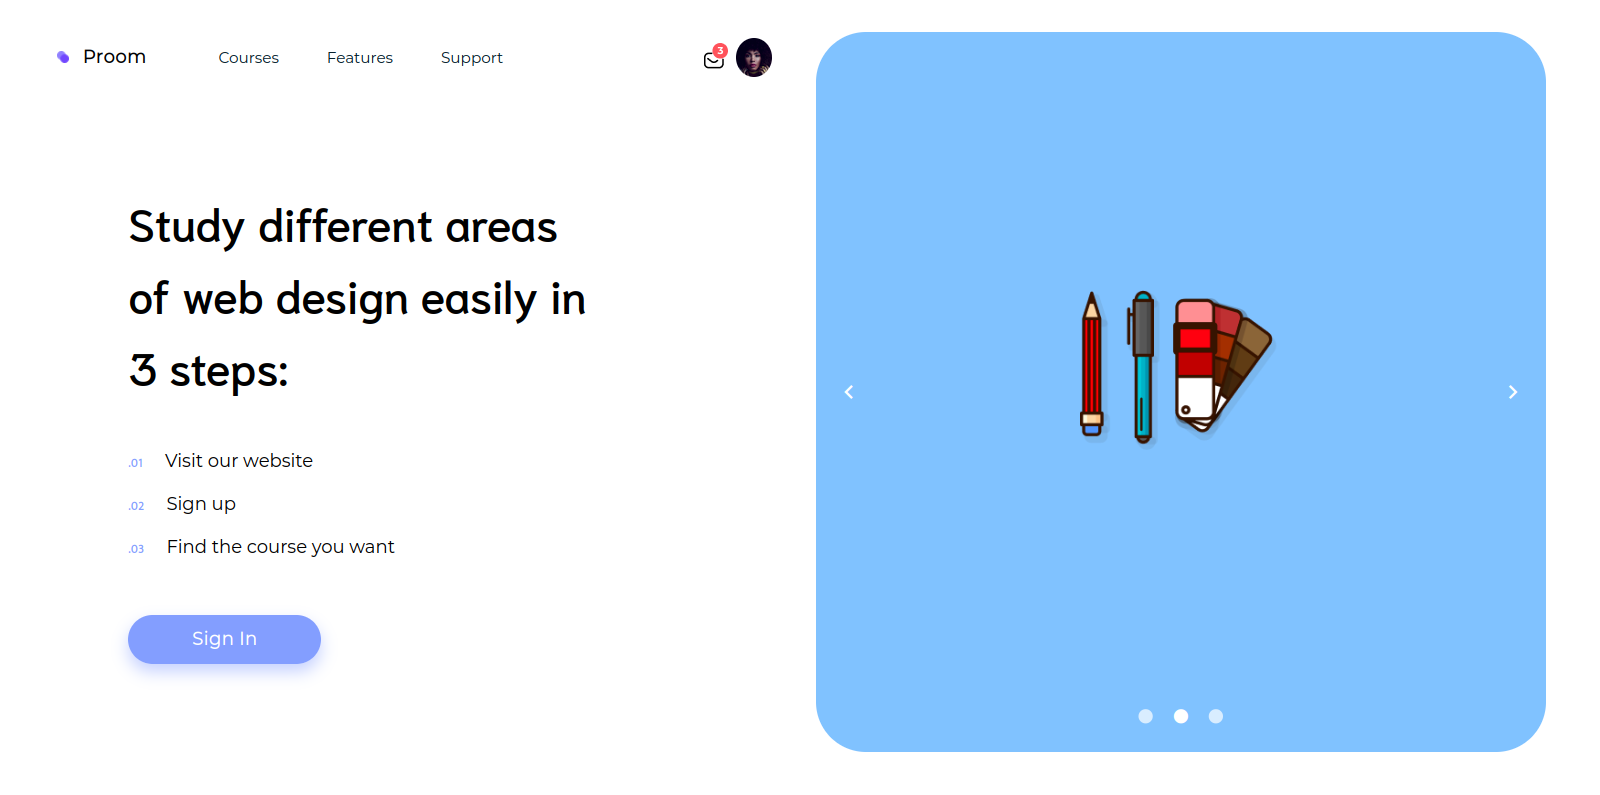 Proom
Courses
Features
Support
3
Study different areas
of web design easily in
3 steps:
.01 Visit our website
.02 Sign up
.03 Find the course you want
Sign In